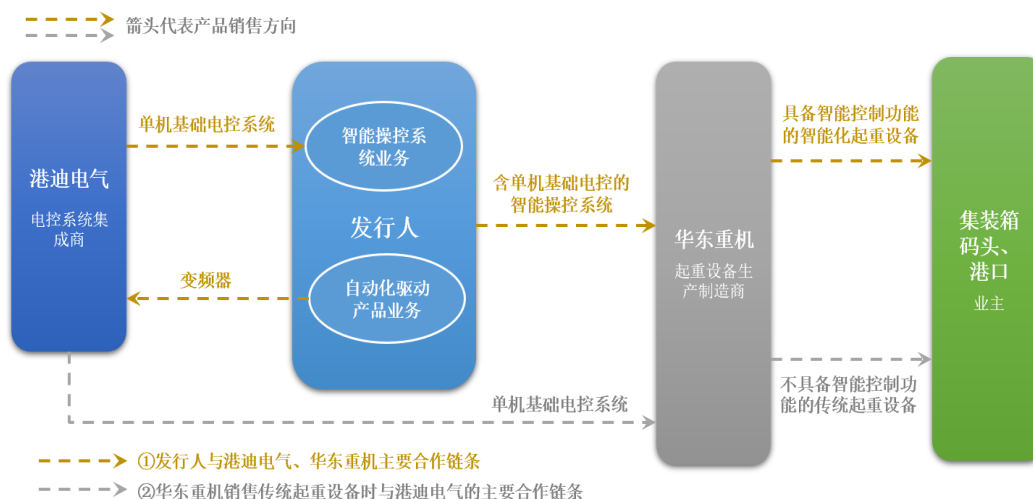 箭头代表产品销售方向
港迪电气
电控系统集
成商
单机基础电控系统
变频器
智能操控系
统业务
发行人
自动化驱动
产品业务
含单机基础电控的
智能操控系统
单机基础电控系统
华东重机
起重设备生
产制造商
具备智能控制功能
的智能化起重设备
不具备智能控制功
能的传统起重设备
集装箱
码头、
港口
业主
①发行人与港迪电气、华东重机主要合作链条
②华东重机销售传统起重设备时与港迪电气的主要合作链条